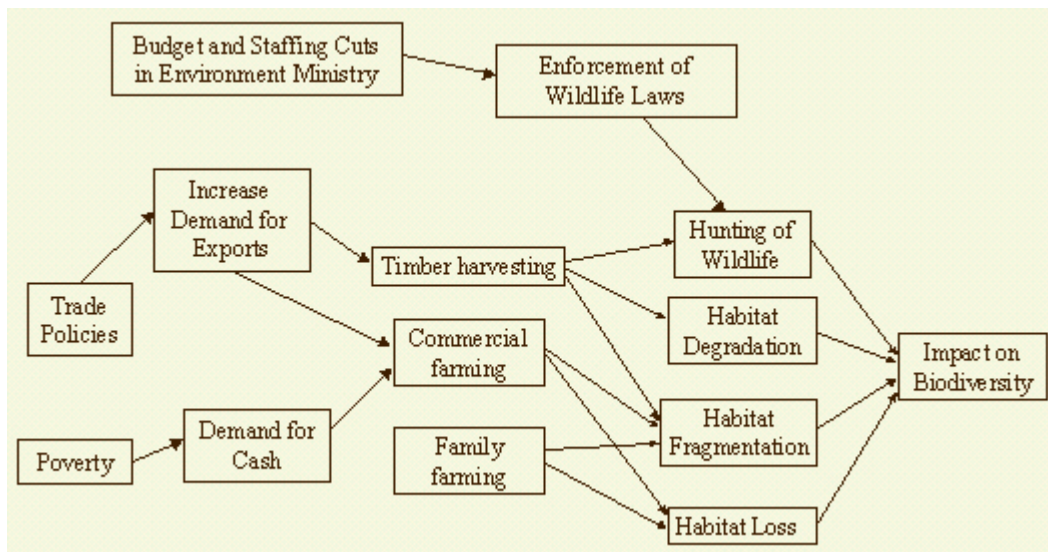 Budget and Staffing Cuts
in Environment Ministry
Enforcement of
Wildlife Laws
Increase
Demand for
Exports
Hunting of
Wildlife
Timber harvesting
Trade
Policies
Habitat
Degradation
Commercial
farming
Impact on
Biodiversity
Demand for
Cash
Habitat
Fragmentation
Poverty
Family
farming
Habitat Loss